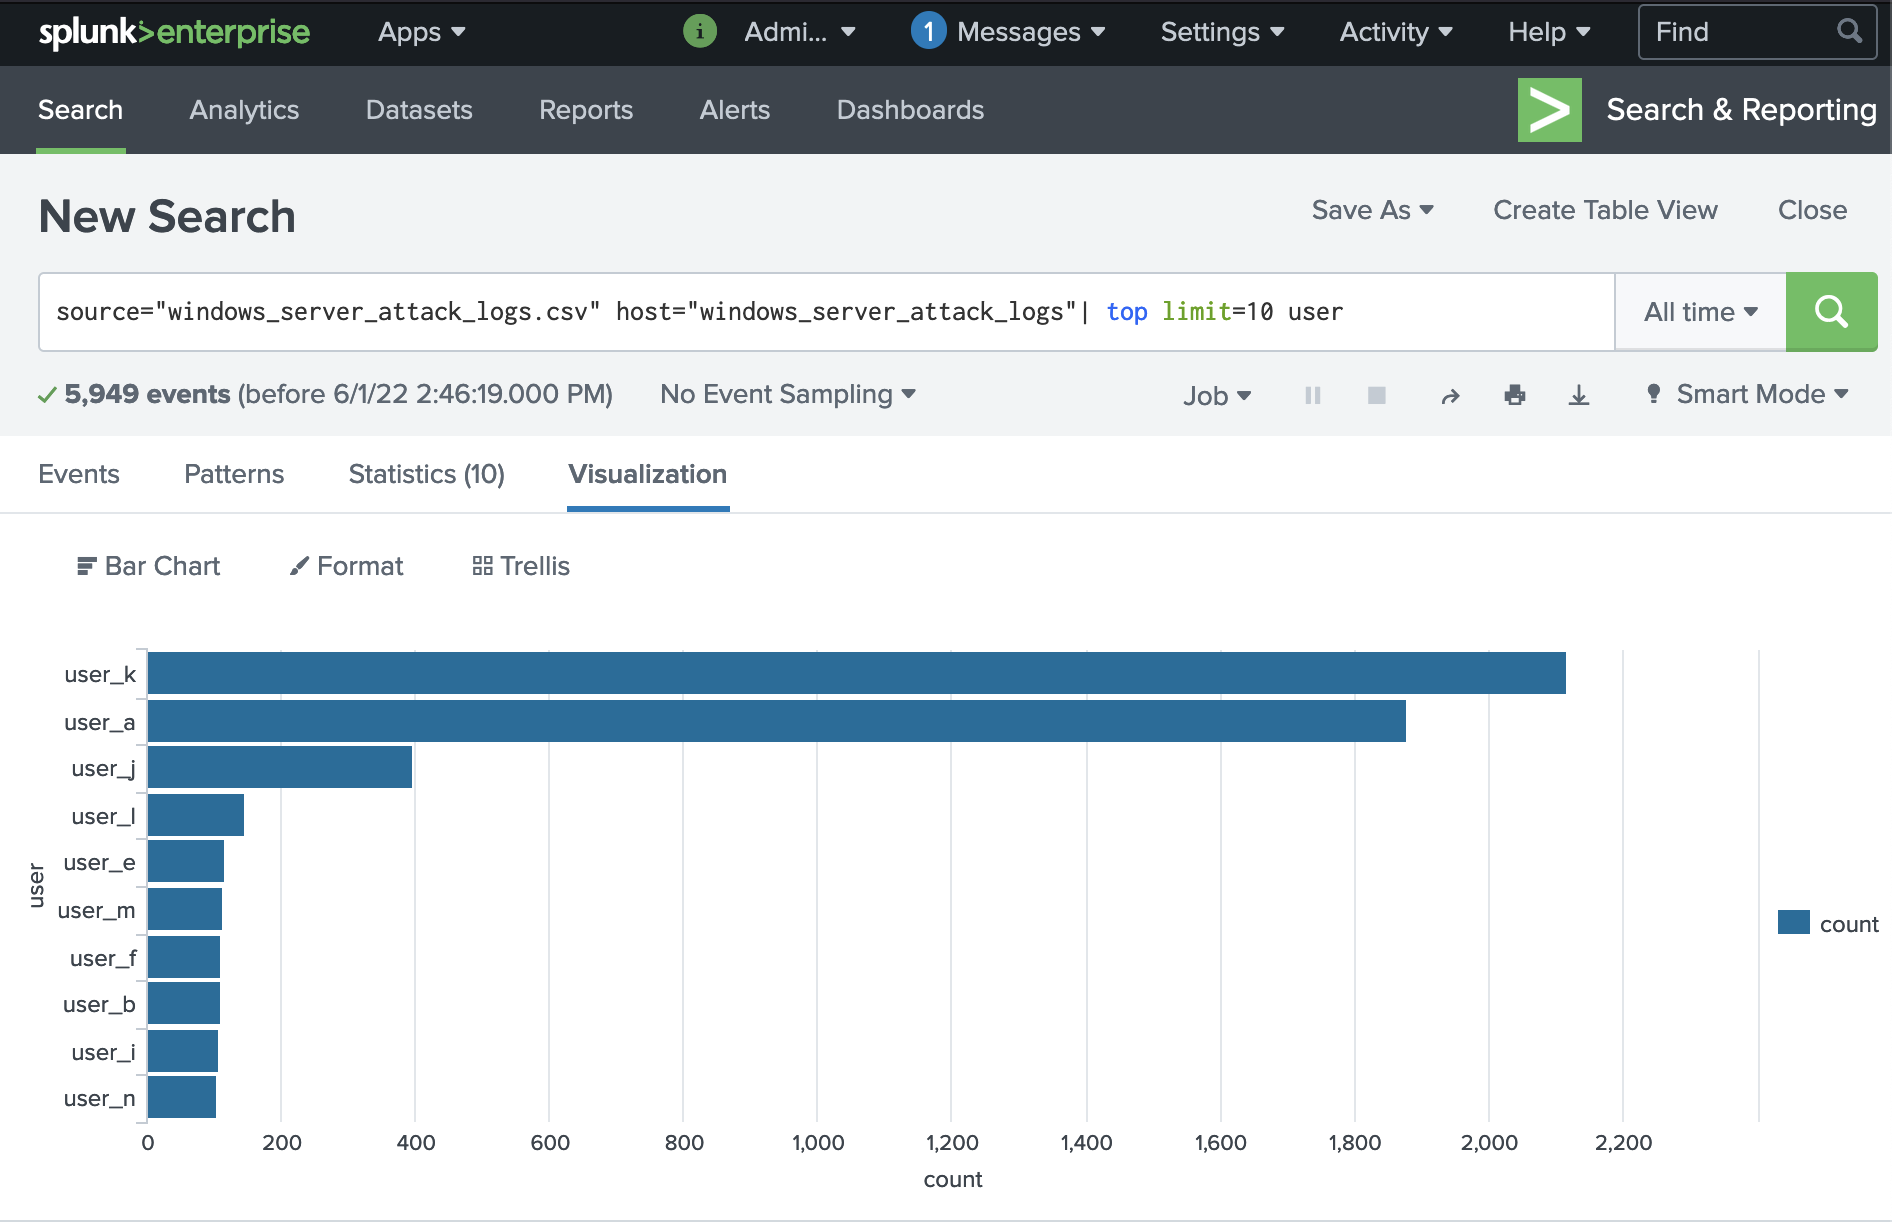 splunk>enterprise Apps i Admi... 1 Messages Settings Activity Help Find
Search Analytics Datasets Reports Alerts Dashboards > Search & Reporting
New Search Save As Create Table View Close
source="windows_server_attack_logs.csv" host="windows_server_attack_logs"| top limit=10 user All time
5,949 events (before 6/1/22 2:46:19.000 PM) No Event Sampling Job Smart Mode
Events Patterns Statistics (10) Visualization
Bar Chart Format Trellis
user_k
user_a
user_j
user_l
user_e
user
user_m
count
user_f
user_b
user_i
user_n
0 200 400 600 800 1,000 1,200 1,400 1,600 1,800 2,000 2,200
count